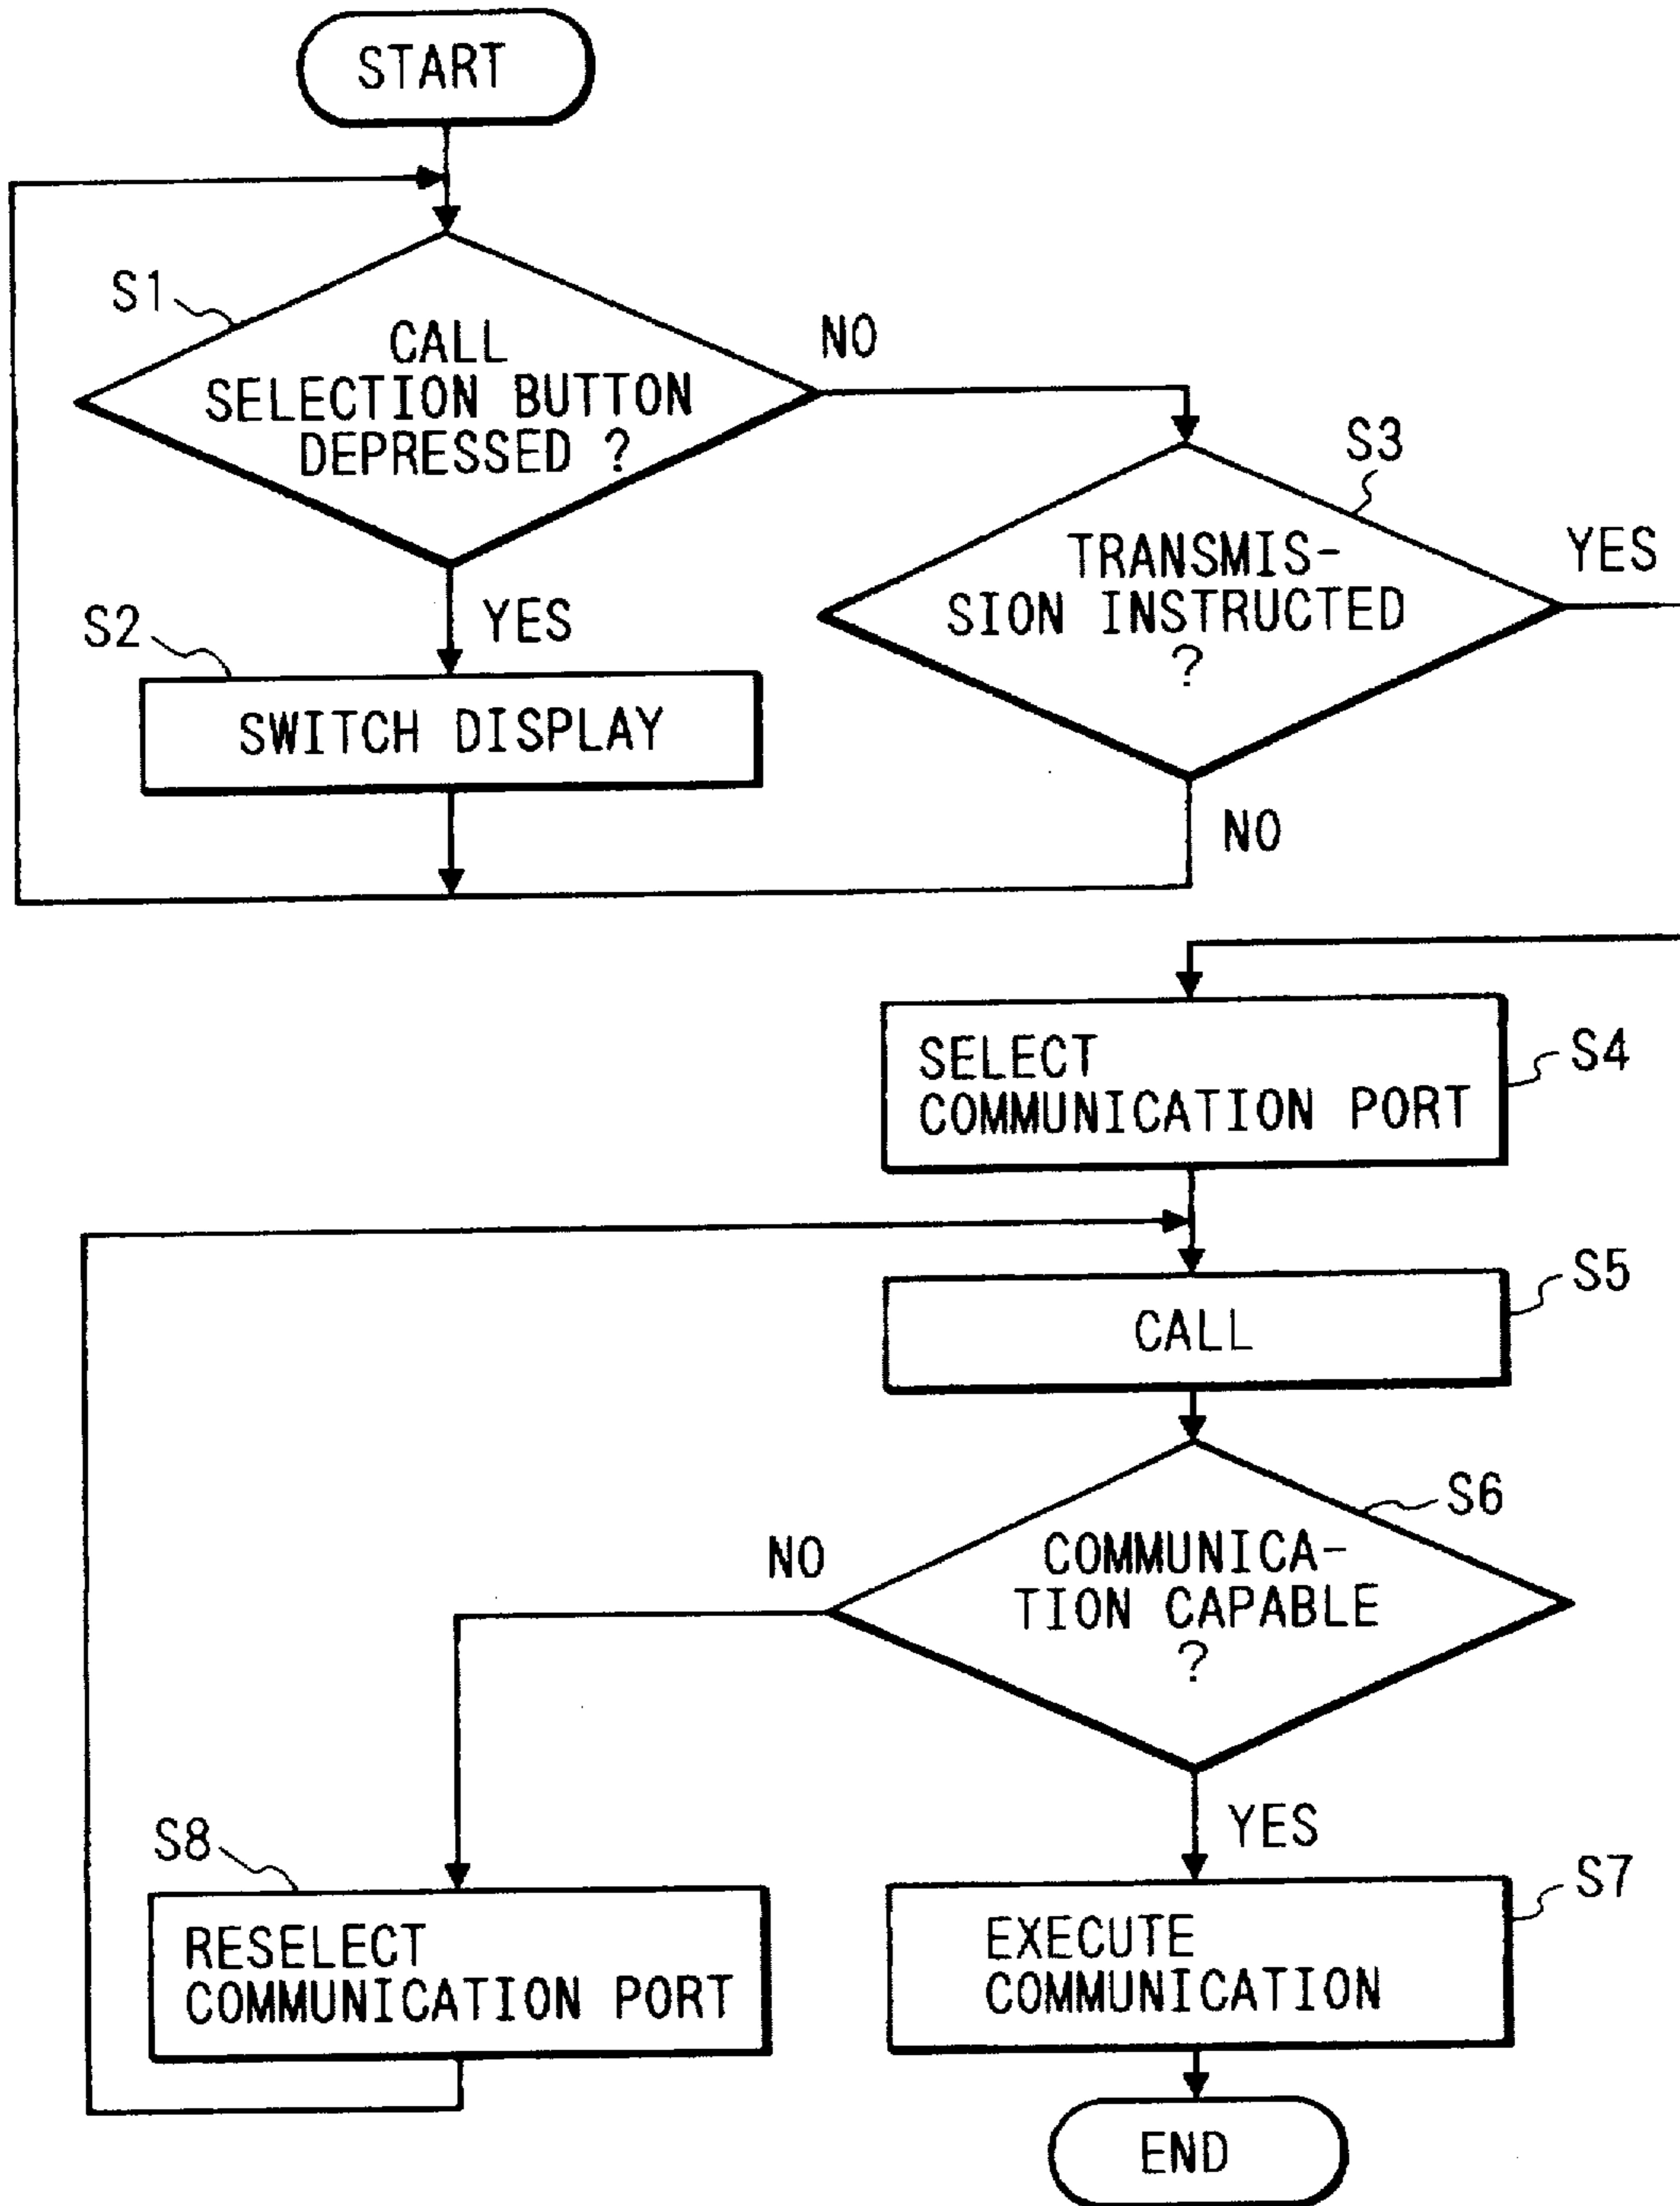 START
S1
CALL
SELECTION BUTTON
DEPRESSED ?
NO
YES
S2
SWITCH DISPLAY
S3
TRANSMIS-
SION INSTRUCTED
?
YES
NO
SELECT
COMMUNICATION PORT
S4
CALL
S5
S6
COMMUNICA-
TION CAPABLE
?
NO
YES
S8
RESELECT
COMMUNICATION PORT
S7
EXECUTE
COMMUNICATION
END